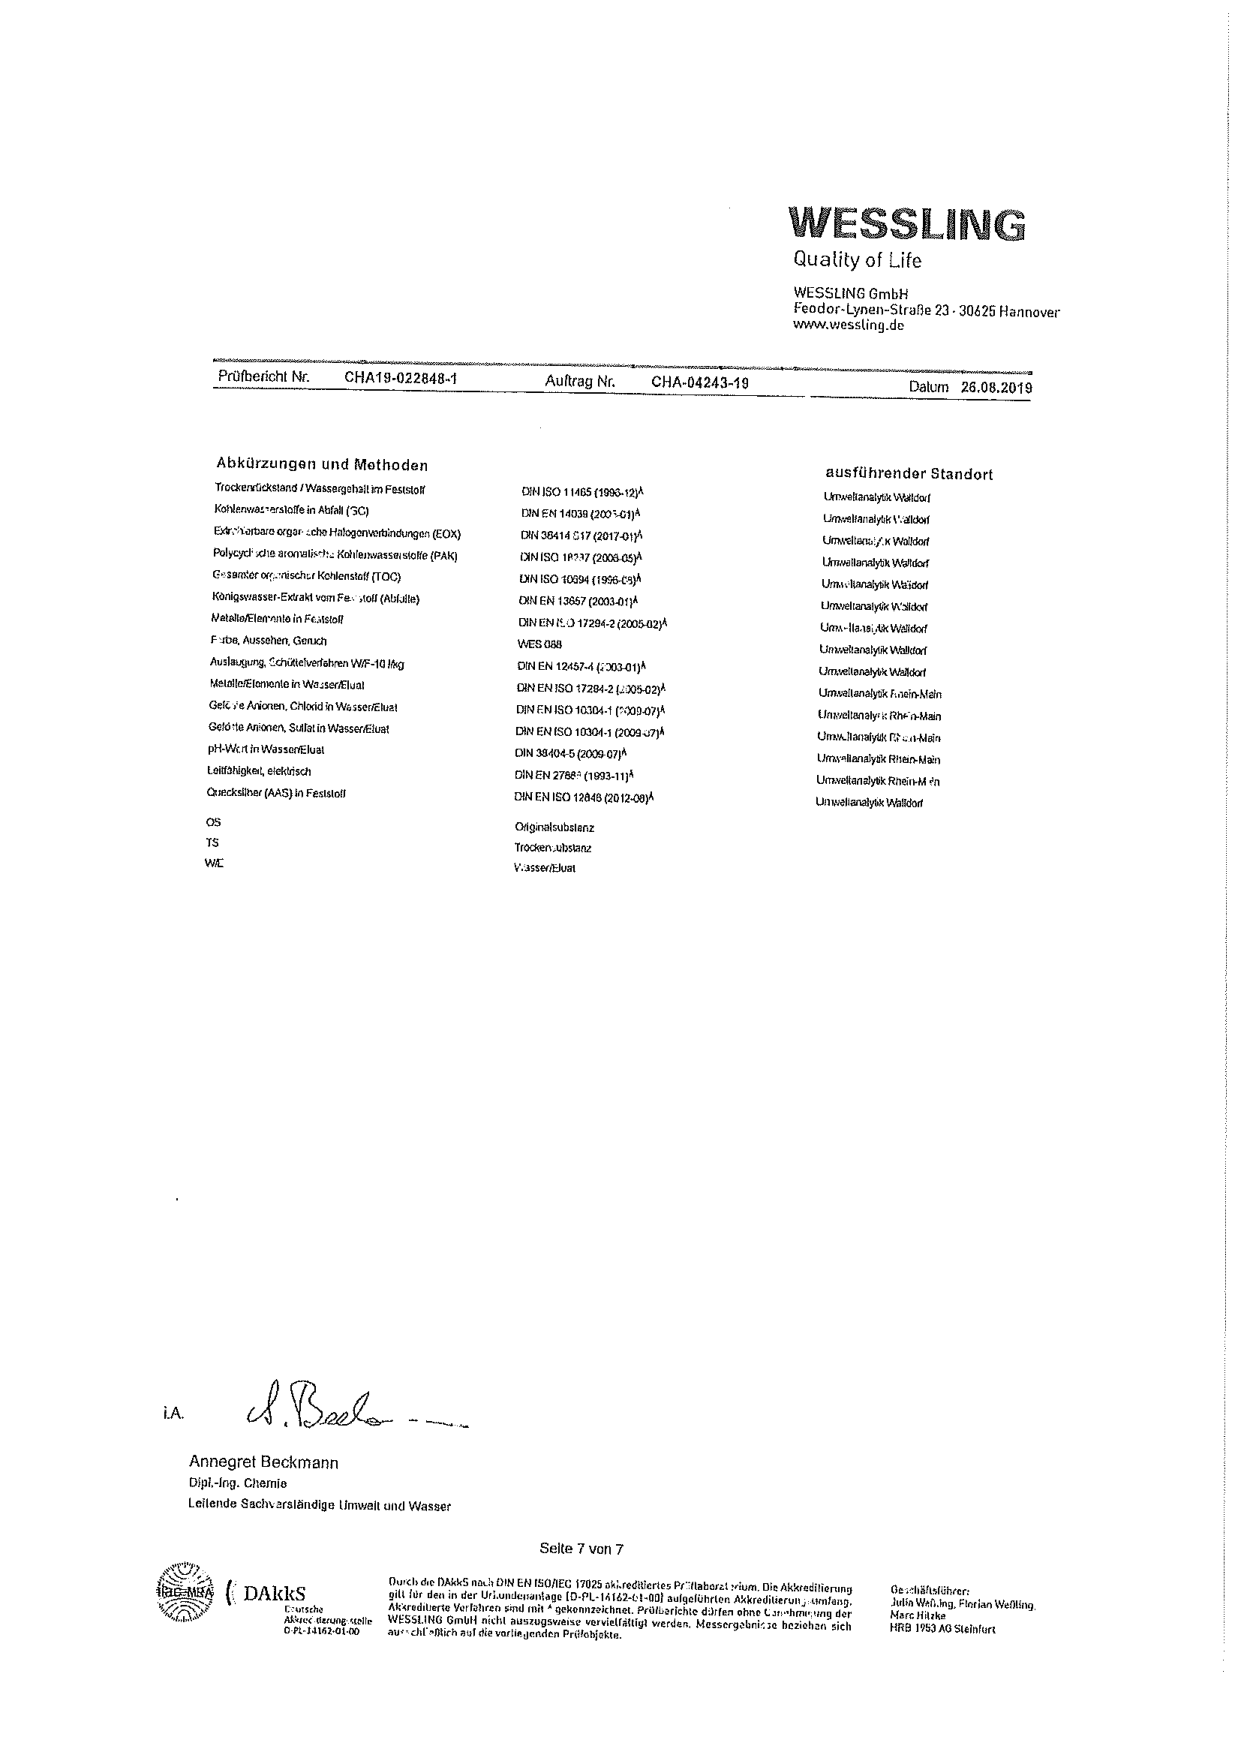 WESSLING
Quality of Life
WESSLING GmbH
Feodor-Lynen-Straße 23 · 30625 Hannover
www.wessling.de
Prüfbericht Nr. CHA19-022848-1 Auftrag Nr. CHA-04243-19 Datum 26.08.2019
Abkürzungen und Methoden ausführender Standort
Trockenrückstand / Wassergehalt im Feststoff DIN ISO 11465 (1996-12)A Umweltanalytik Walldorf
Kohlenwasserstoffe in Abfall (GC) DIN EN 14039 Umweltanalytik Walldorf
Extrahierbare organische Halogenverbindungen (EOX) DIN 38414 S17 (2017-01)A Umweltanalytik Walldorf
Polycyclische aromatische Kohlenwasserstoffe (PAK) DIN ISO Umweltanalytik Walldorf
Gesamter organischer Kohlenstoff (TOC) DIN ISO 10694 Umweltanalytik Walldorf
Königswasser-Extrakt vom Feststoff (Abfälle) DIN EN 13657 (2003-01)A Umweltanalytik Walldorf
Metalle/Elemente in Feststoff DIN EN ISO 17294-2 (2005-02)A Umweltanalytik Walldorf
Farbe, Aussehen, Geruch WES 088 Umweltanalytik Walldorf
Auslaugung, Schüttelverfahren W/F-10 l/kg DIN EN 12457-4 (2003-01)A Umweltanalytik Walldorf
Metalle/Elemente in Wasser/Eluat DIN EN ISO 17294-2 (2005-02)A Umweltanalytik Rhein-Main
Gelöste Anionen, Chlorid in Wasser/Eluat DIN EN ISO 10304-1 (2009-07)A Umweltanalytik Rhein-Main
Gelöste Anionen, Sulfat in Wasser/Eluat DIN EN ISO 10304-1 (2009-07)A Umweltanalytik Rhein-Main
pH-Wert in Wasser/Eluat DIN 38404-5 (2009-07)A Umweltanalytik Rhein-Main
Leitfähigkeit, elektrisch DIN EN (1993-11)A Umweltanalytik Rhein-Main
Quecksilber (AAS) in Feststoff DIN EN ISO 12846 (2012-08)A Umweltanalytik Walldorf
OS Originalsubstanz
TS Trockensubstanz
W/E Wasser/Eluat
i.A. A. Beckmann
Annegret Beckmann
Dipl.-Ing. Chemie
Leitende Sachverständige Umwelt und Wasser
Seite 7 von 7
ilac-MRA
DAkkS
Deutsche
Akkreditierungsstelle
D-PL-14162-01-00
Durch die DAkkS nach DIN EN ISO/IEC 17025 akkreditiertes Prüflaboratorium. Die Akkreditierung
gilt für den in der Urkundenanlage [D-PL-14162-01-00] aufgeführten Akkreditierungsumfang.
Akkreditierte Verfahren sind mit A gekennzeichnet. Prüfberichte dürfen ohne Genehmigung der
WESSLING GmbH nicht auszugsweise vervielfältigt werden. Messergebnisse beziehen sich
ausschließlich auf die vorliegenden Prüfobjekte.
Geschäftsführer:
Julia Weßling, Florian Weßling,
Marc Hitzke
HRB 1953 AG Steinfurt